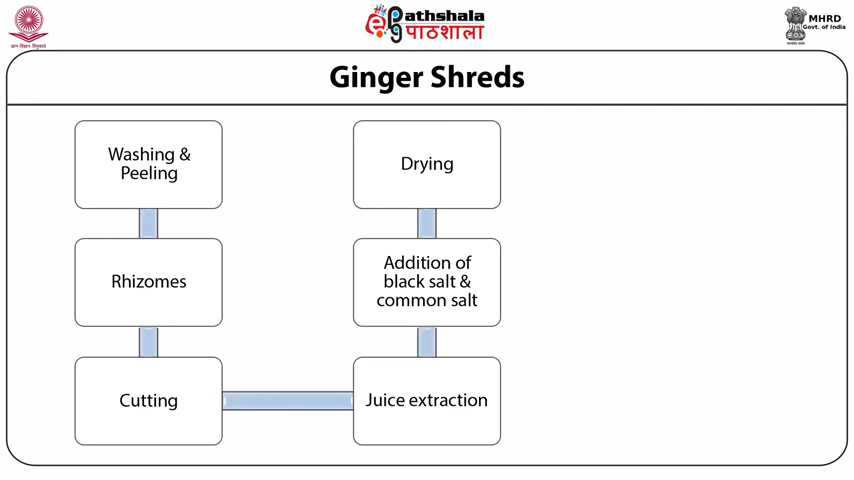 ePathshala
पाठशाला
MHRD
Govt. of India
Ginger Shreds
Washing &
Peeling
Rhizomes
Cutting
Juice extraction
Addition of
black salt &
common salt
Drying